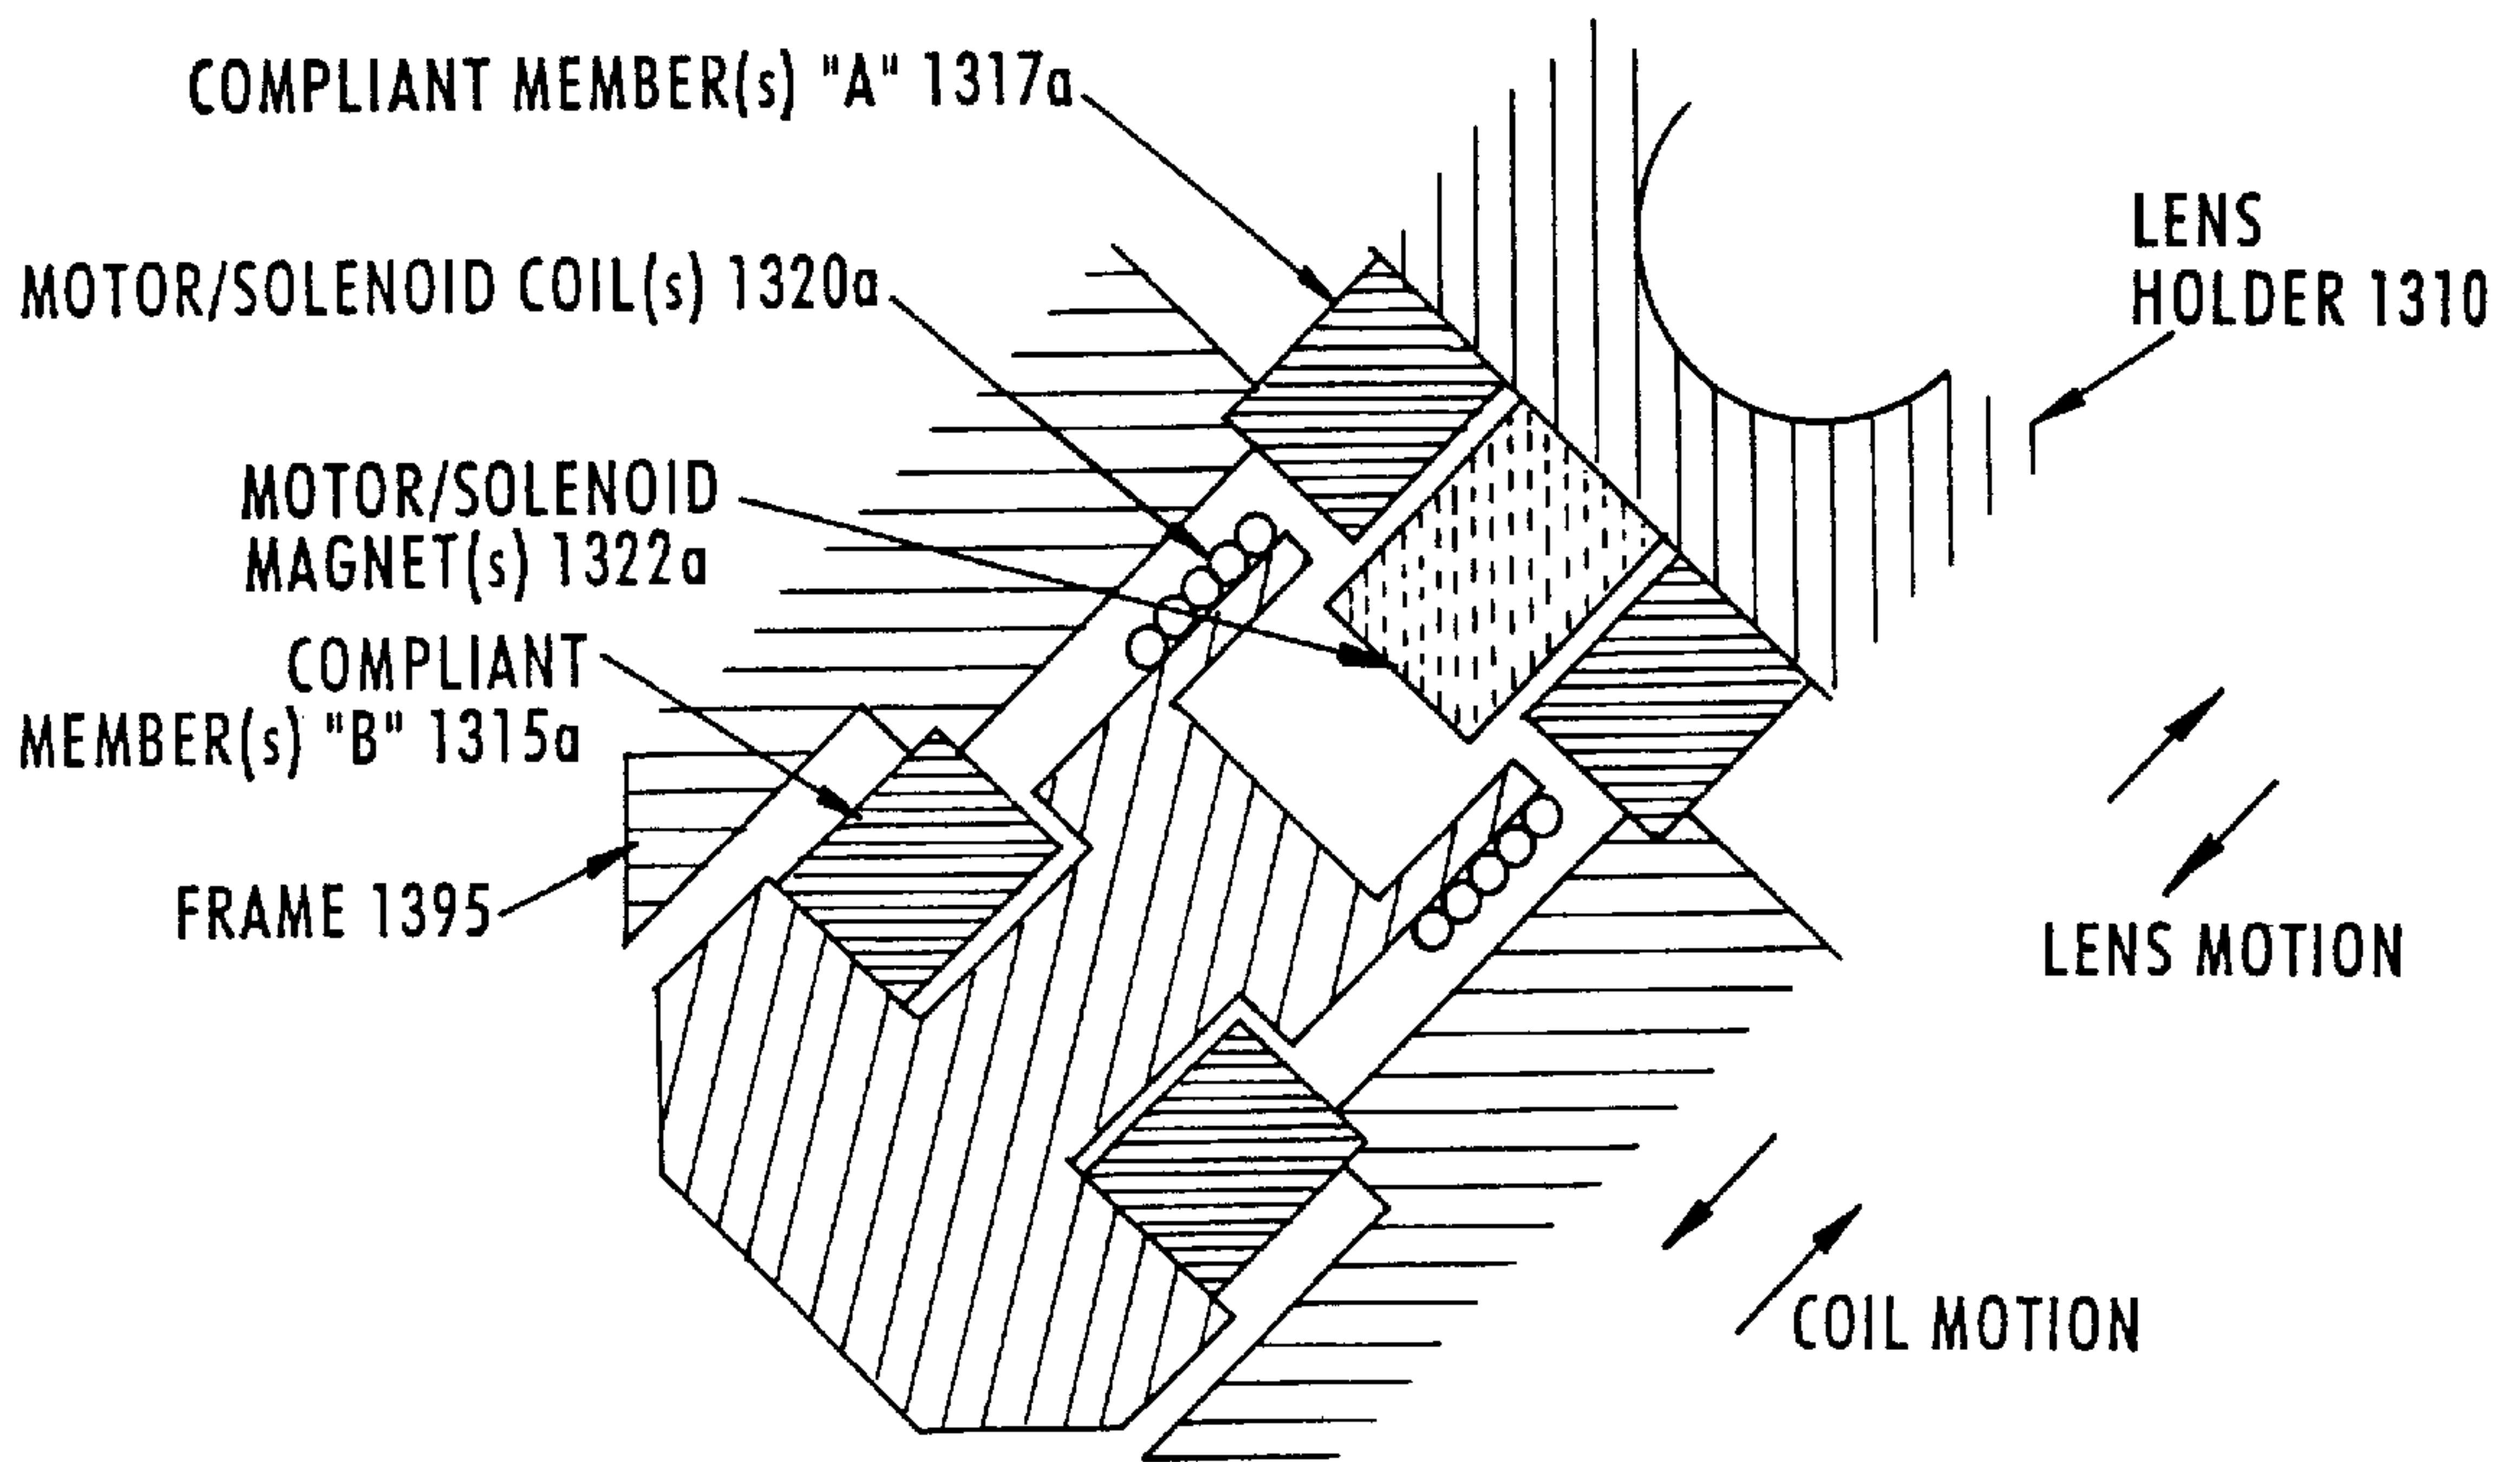 COMPLIANT MEMBER(s) "A" 1317a
MOTOR/SOLENOID COIL(s) 1320a
MOTOR/SOLENOID
MAGNET(s) 1322a
COMPLIANT
MEMBER(s) "B" 1315a
FRAME 1395
LENS
HOLDER 1310
LENS MOTION
COIL MOTION